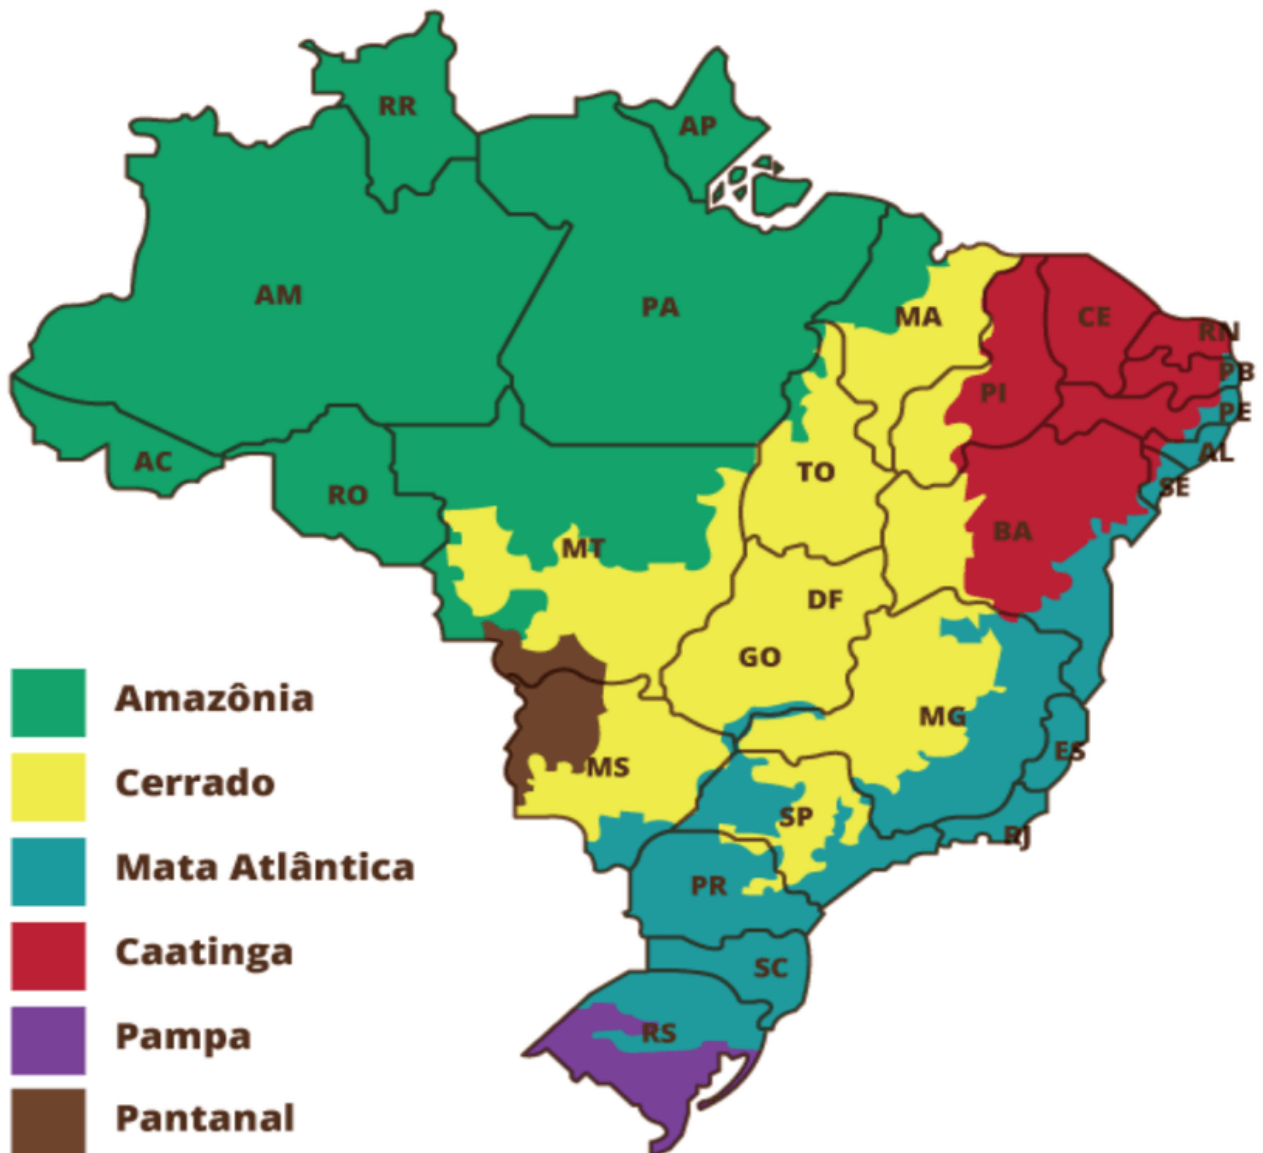 RR
AP
AM
PA
MA
CE
RN
PB
PI
PE
AL
AC
TO
SE
RO
BA
MT
DF
GO
Amazônia
MG
ES
MS
Cerrado
SP
RJ
Mata Atlântica
PR
Caatinga
SC
Pampa
RS
Pantanal